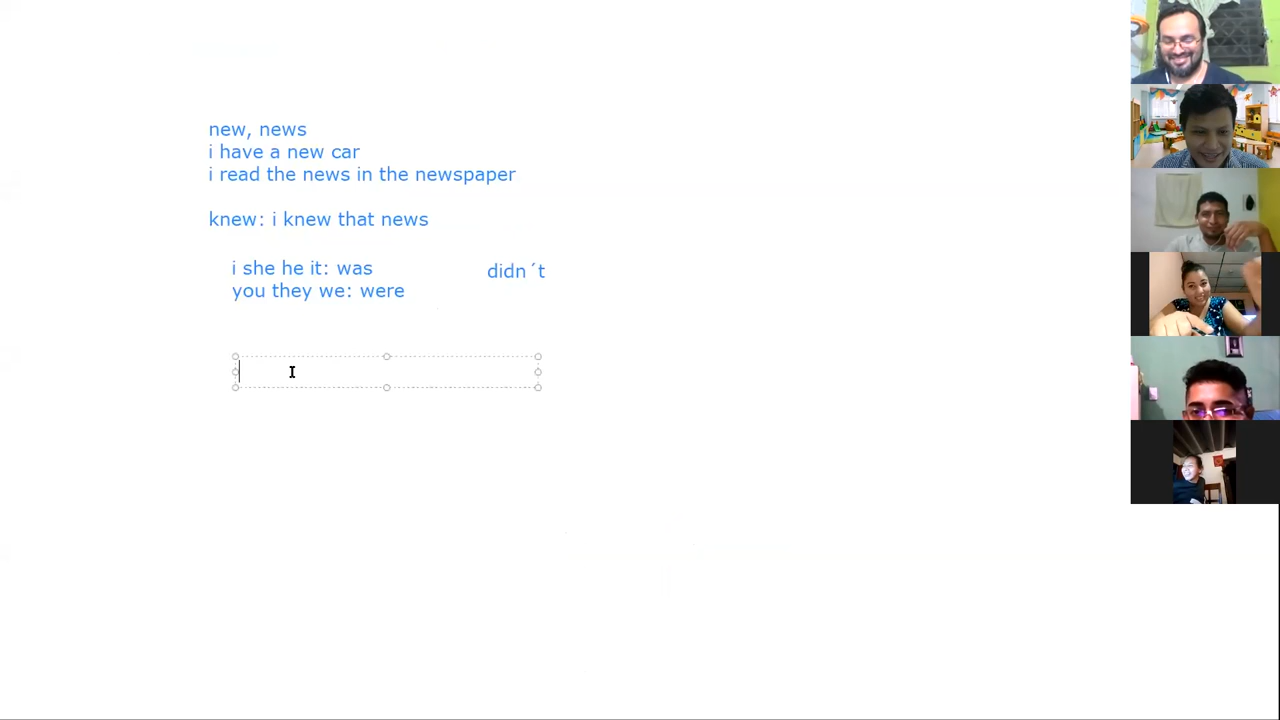 new, news
i have a new car
i read the news in the newspaper
knew: i knew that news
i she he it: was
didn´t
you they we: were